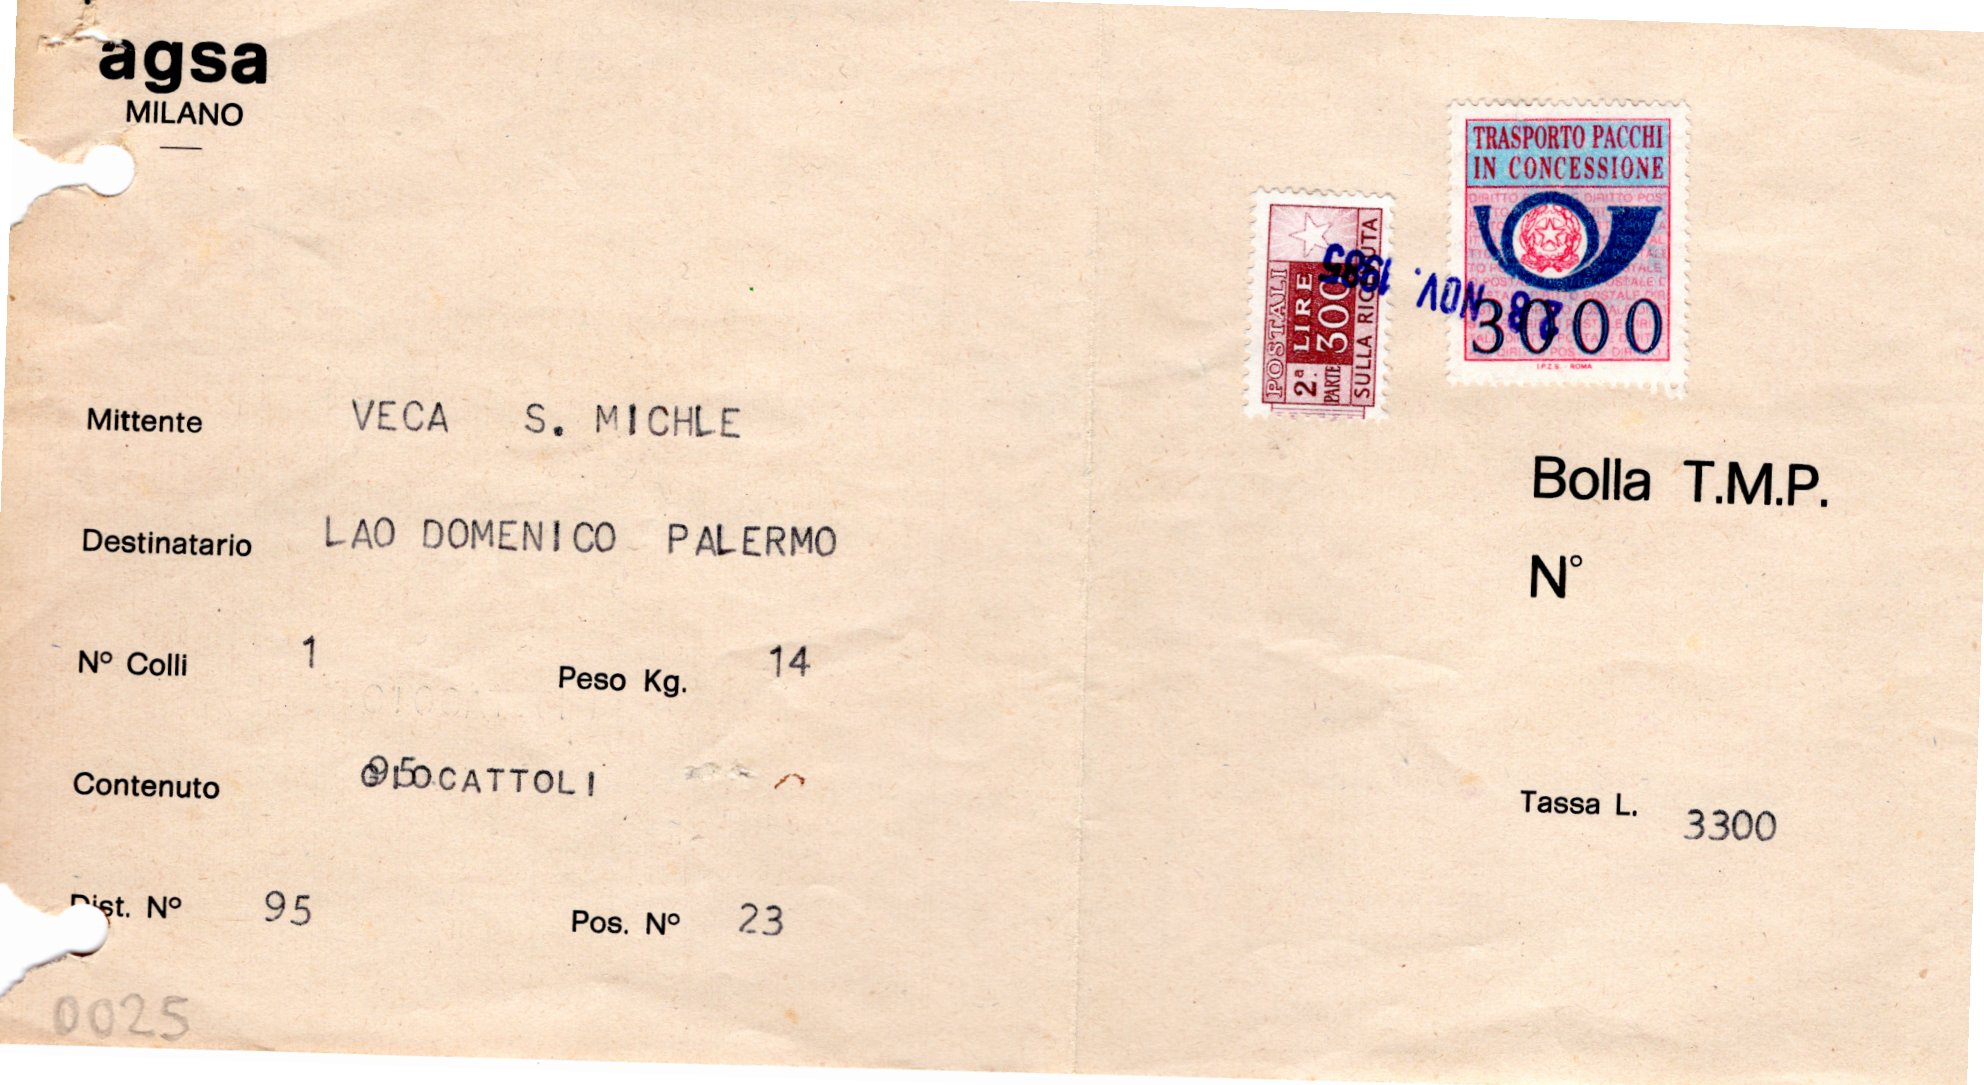 agsa
MILANO
TRASPORTO PACCHI
IN CONCESSIONE
3000
I.P.Z.S. - ROMA
POSTALI
2ª PARTE
LIRE 300
SULLA RICEVUTA
28 NOV. 1985
Mittente VECA S. MICHLE
Bolla T.M.P.
Destinatario LAO DOMENICO PALERMO
N°
N° Colli 1 Peso Kg. 14
Contenuto GIOCATTOLI
Tassa L. 3300
Dist. N° 95 Pos. N° 23
0025